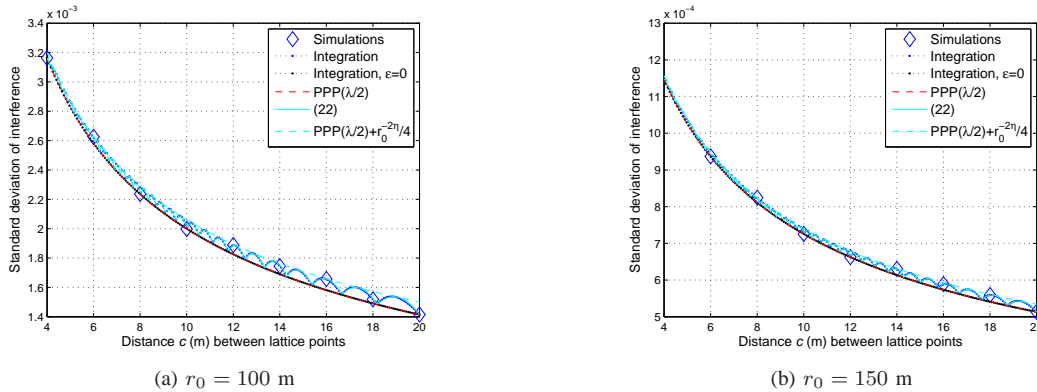 x 10⁻³
3.4
3.2
3
2.8
2.6
2.4
2.2
2
1.8
1.6
1.4
Standard deviation of interference
Simulations
Integration
Integration, ε=0
PPP(λ/2)
(22)
PPP(λ/2)+r₀⁻²η/4
4 6 8 10 12 14 16 18 20
Distance c (m) between lattice points
(a) r₀ = 100 m
x 10⁻⁴
13
12
11
10
9
8
7
6
5
Standard deviation of interference
Simulations
Integration
Integration, ε=0
PPP(λ/2)
(22)
PPP(λ/2)+r₀⁻²η/4
4 6 8 10 12 14 16 18 20
Distance c (m) between lattice points
(b) r₀ = 150 m